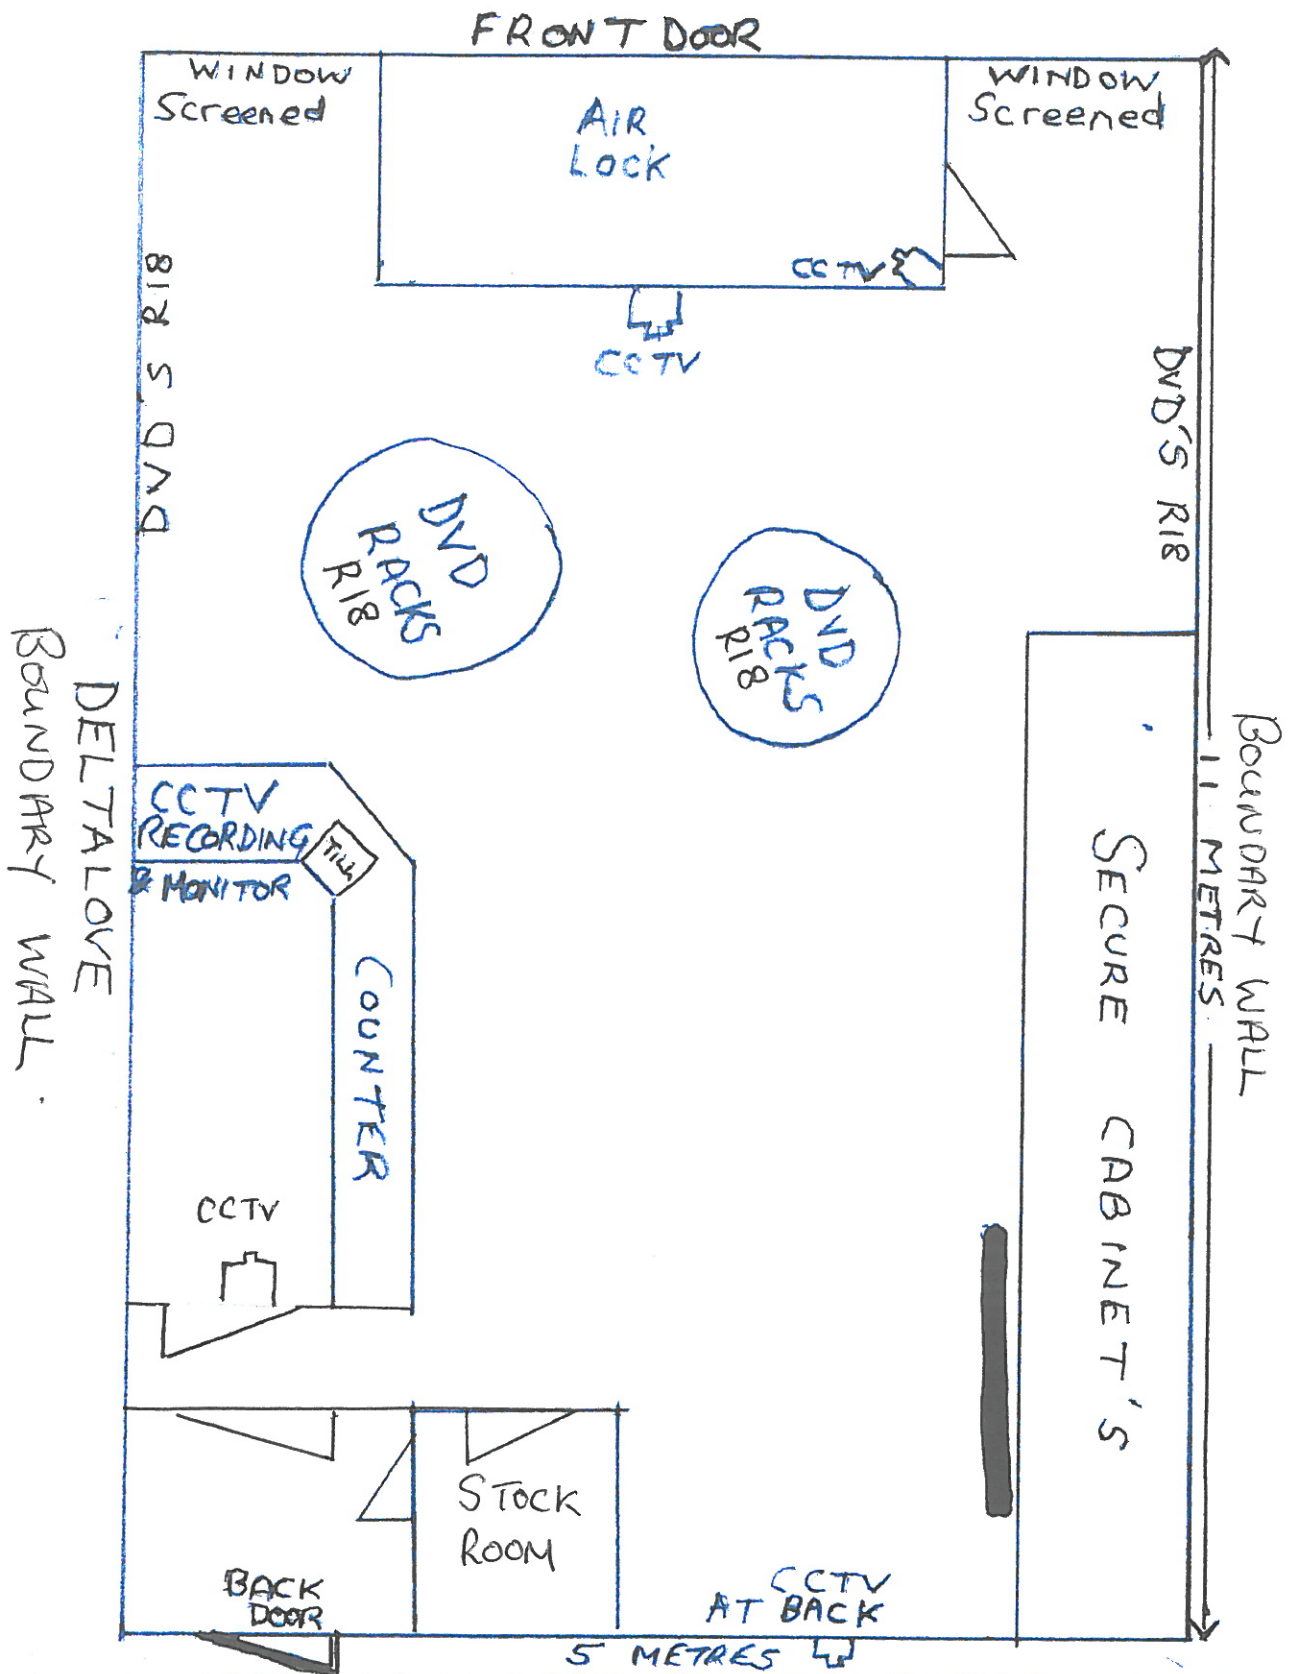 FRONT DOOR
WINDOW
Screened
AIR
LOCK
WINDOW
Screened
CCTV
CCTV
DVD'S R18
DVD'S R18
DVD
RACKS
R18
DVD
RACKS
R18
DELTALOVE
BOUNDARY WALL.
BOUNDARY WALL
11 METRES.
CCTV
RECORDING
& MONITOR
TILL
COUNTER
SECURE CABINET'S
CCTV
STOCK
ROOM
BACK
DOOR
CCTV
AT BACK
5 METRES